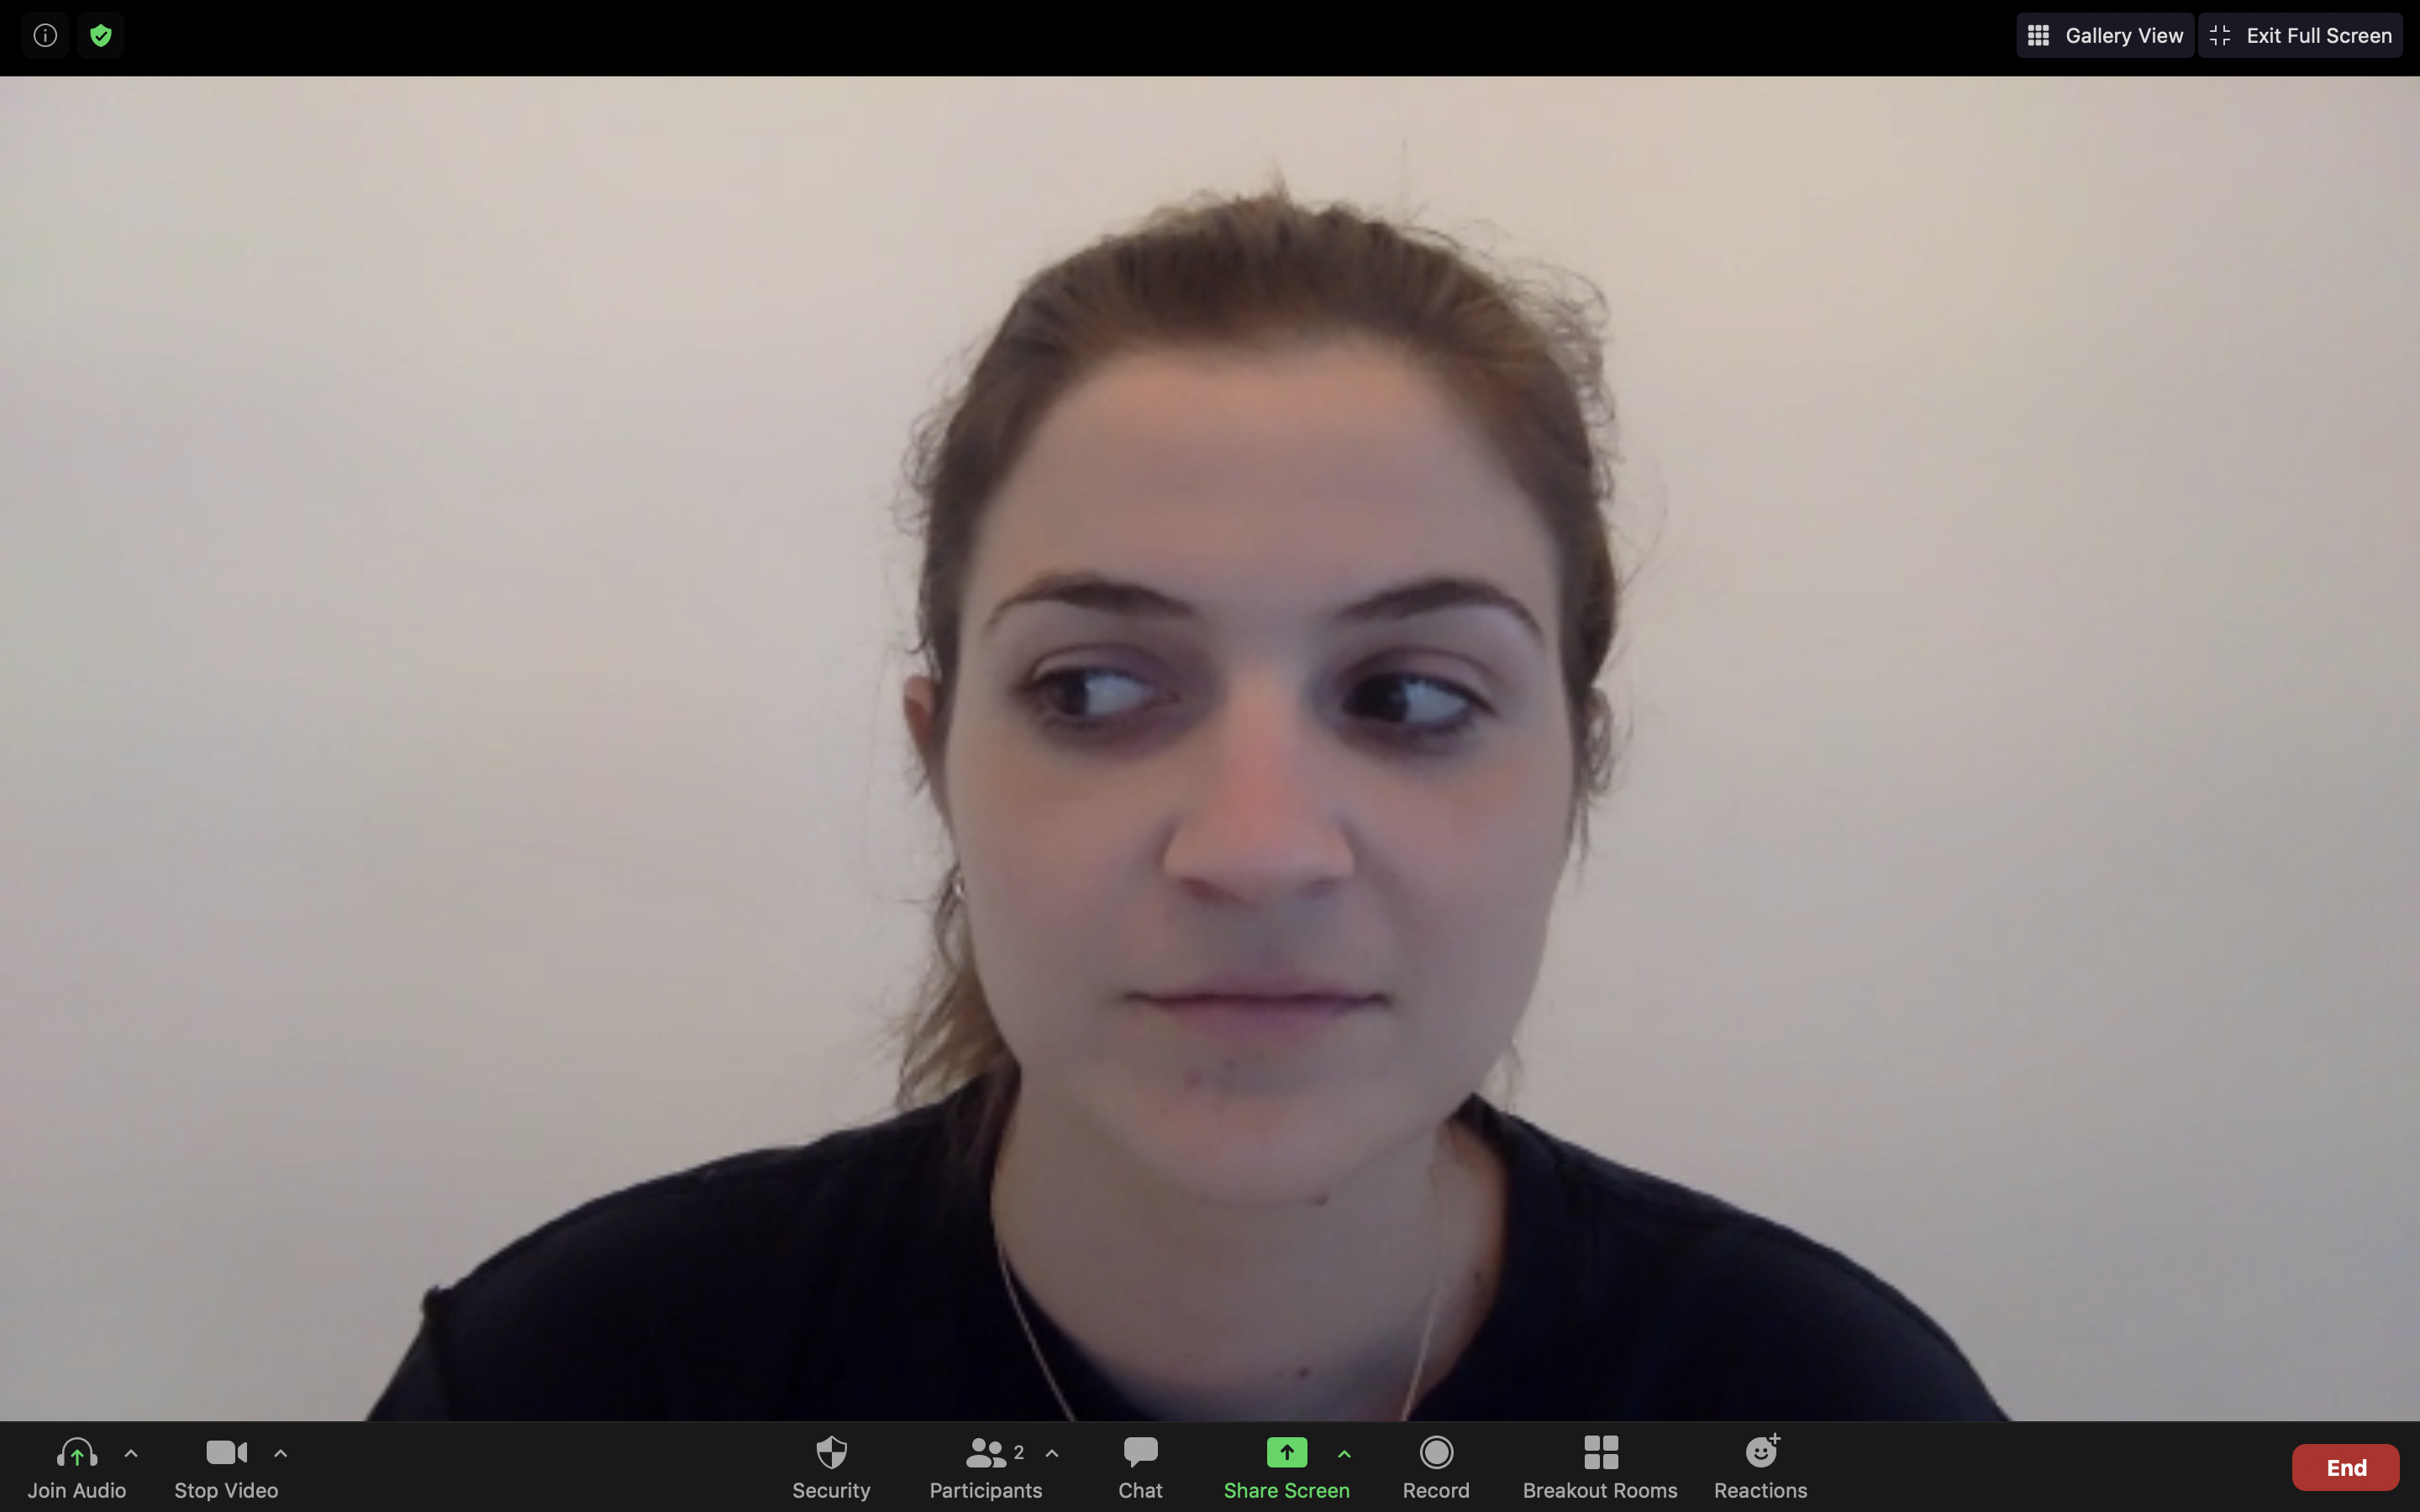 Gallery View
Exit Full Screen
Join Audio
Stop Video
Security
2
Participants
Chat
Share Screen
Record
Breakout Rooms
Reactions
End